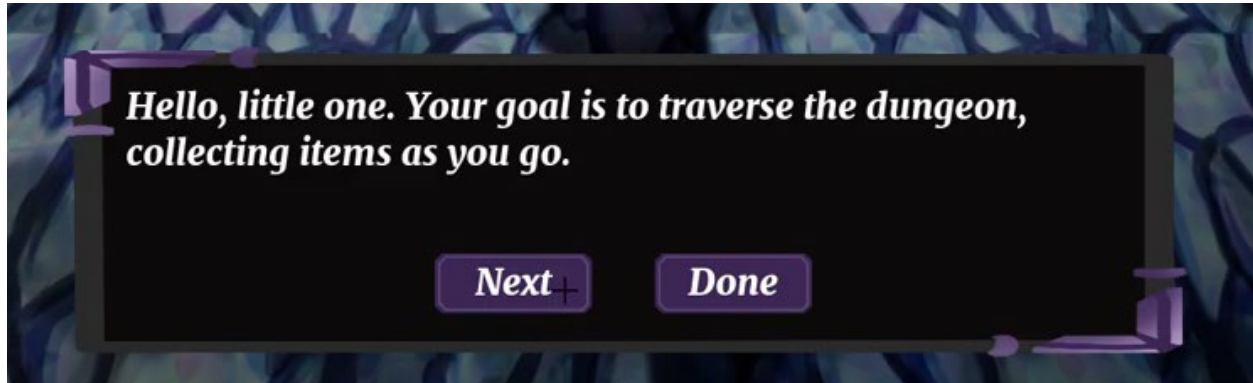 Hello, little one. Your goal is to traverse the dungeon,
collecting items as you go.
Next Done